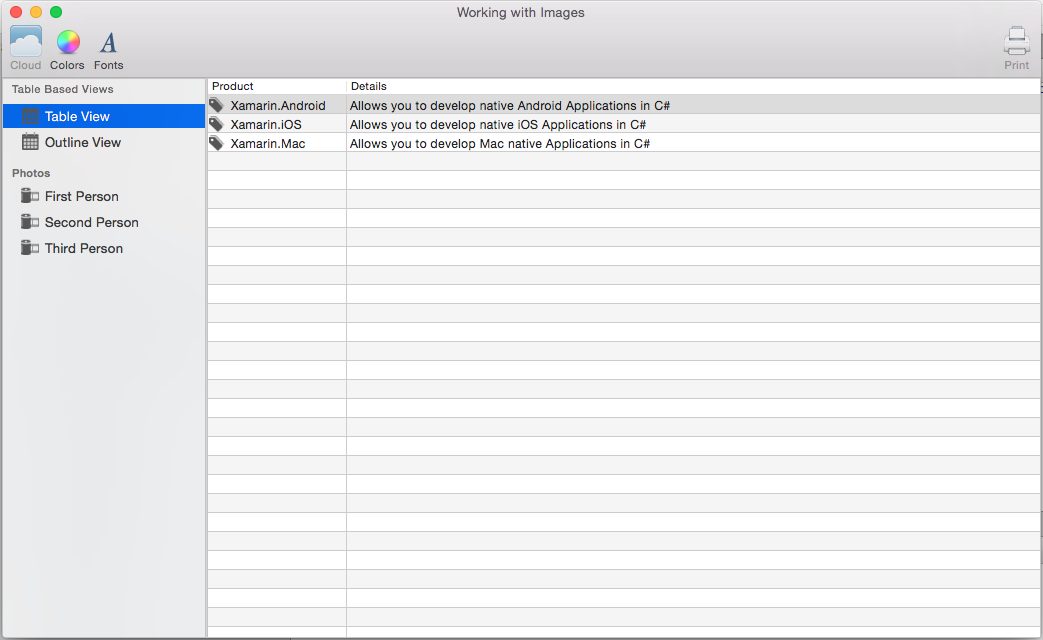 Working with Images
Cloud Colors Fonts Print
Table Based Views
Table View
Outline View
Photos
First Person
Second Person
Third Person
Product Details
Xamarin.Android Allows you to develop native Android Applications in C#
Xamarin.iOS Allows you to develop native iOS Applications in C#
Xamarin.Mac Allows you to develop Mac native Applications in C#